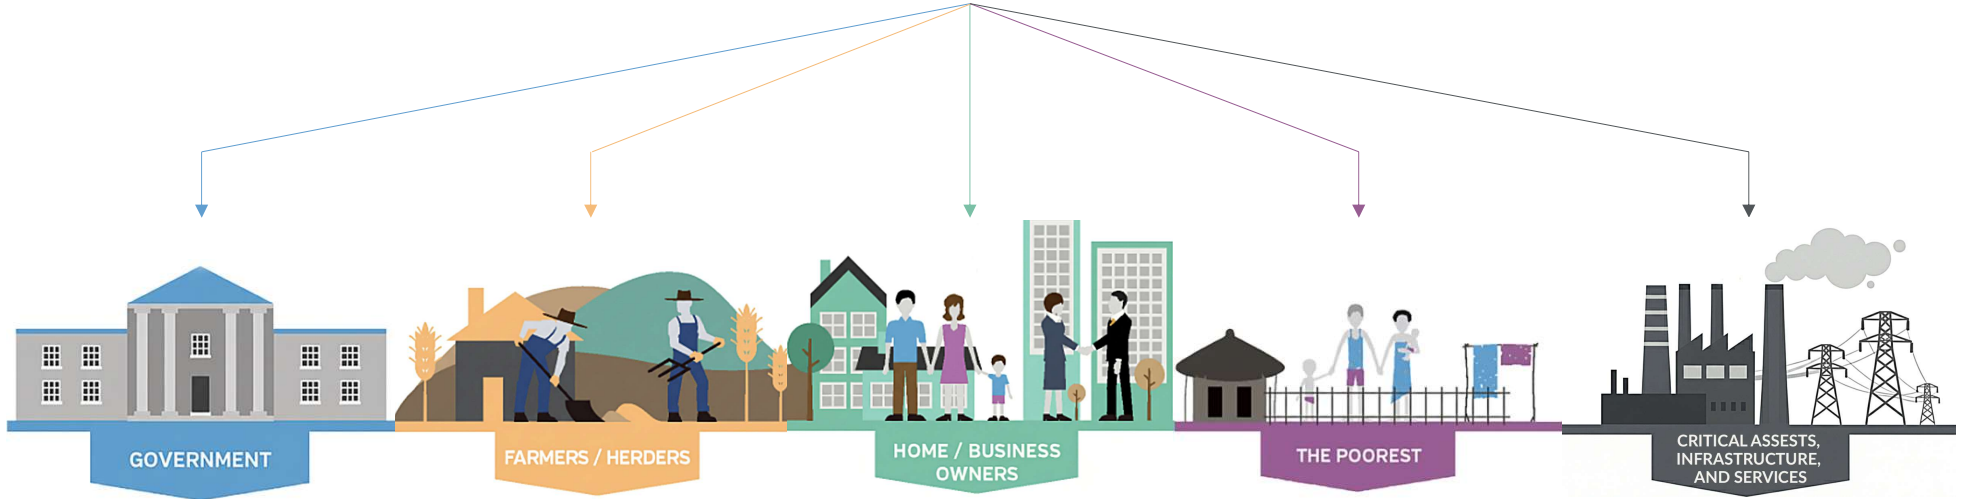 GOVERNMENT
FARMERS / HERDERS
HOME / BUSINESS
OWNERS
THE POOREST
CRITICAL ASSESTS,
INFRASTRUCTURE,
AND SERVICES